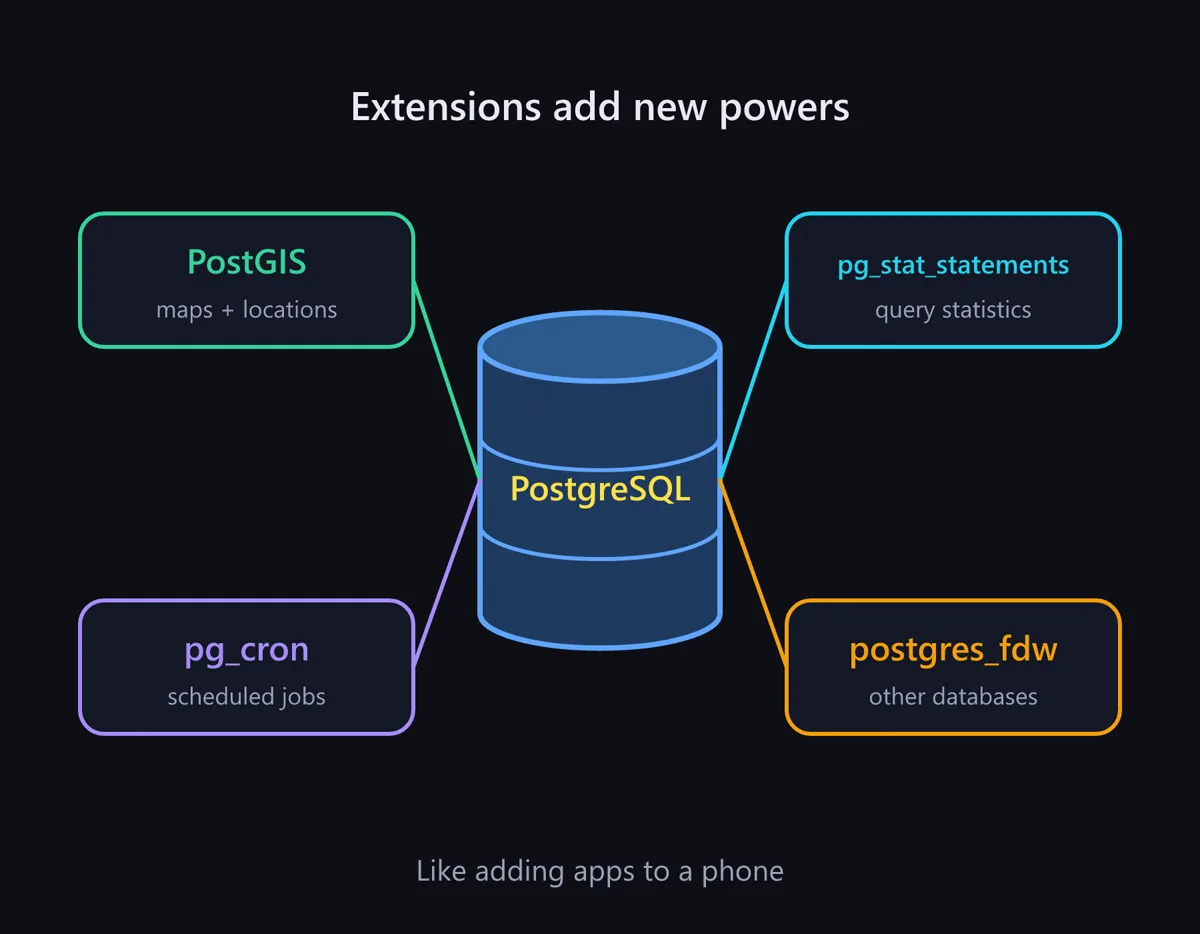 Extensions add new powers
PostGIS
maps + locations
pg_stat_statements
query statistics
PostgreSQL
pg_cron
scheduled jobs
postgres_fdw
other databases
Like adding apps to a phone